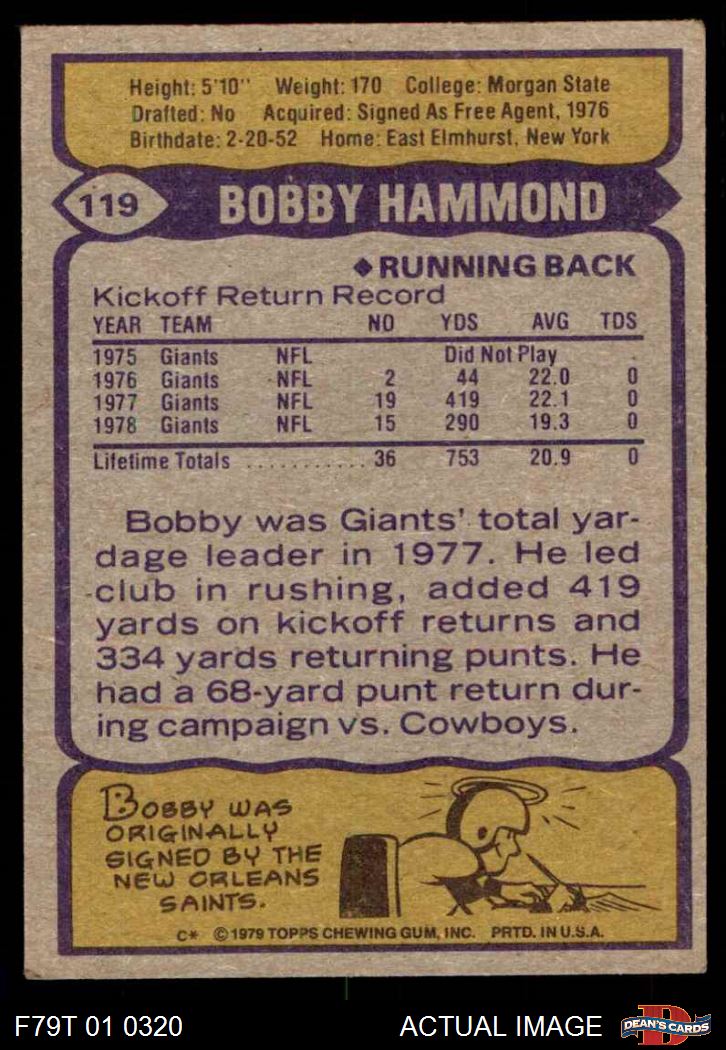 Height: 5'10" Weight: 170 College: Morgan State
Drafted: No Acquired: Signed As Free Agent, 1976
Birthdate: 2-20-52 Home: East Elmhurst, New York
119 BOBBY HAMMOND
◆RUNNING BACK
Kickoff Return Record
YEAR TEAM NO YDS AVG TDS
1975 Giants NFL Did Not Play
1976 Giants NFL 2 44 22.0 0
1977 Giants NFL 19 419 22.1 0
1978 Giants NFL 15 290 19.3 0
Lifetime Totals ........... 36 753 20.9 0
Bobby was Giants' total yar-
dage leader in 1977. He led
club in rushing, added 419
yards on kickoff returns and
334 yards returning punts. He
had a 68-yard punt return dur-
ing campaign vs. Cowboys.
BOBBY WAS
ORIGINALLY
SIGNED BY THE
NEW ORLEANS
SAINTS.
C* ©1979 TOPPS CHEWING GUM, INC. PRTD. IN U.S.A.
F79T 01 0320 ACTUAL IMAGE D DEAN'S CARDS